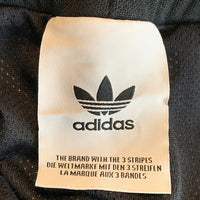 adidas
THE BRAND WITH THE 3 STRIPES
DIE WELTMARKE MIT DEN 3 STREIFEN
LA MARQUE AUX 3 BANDES